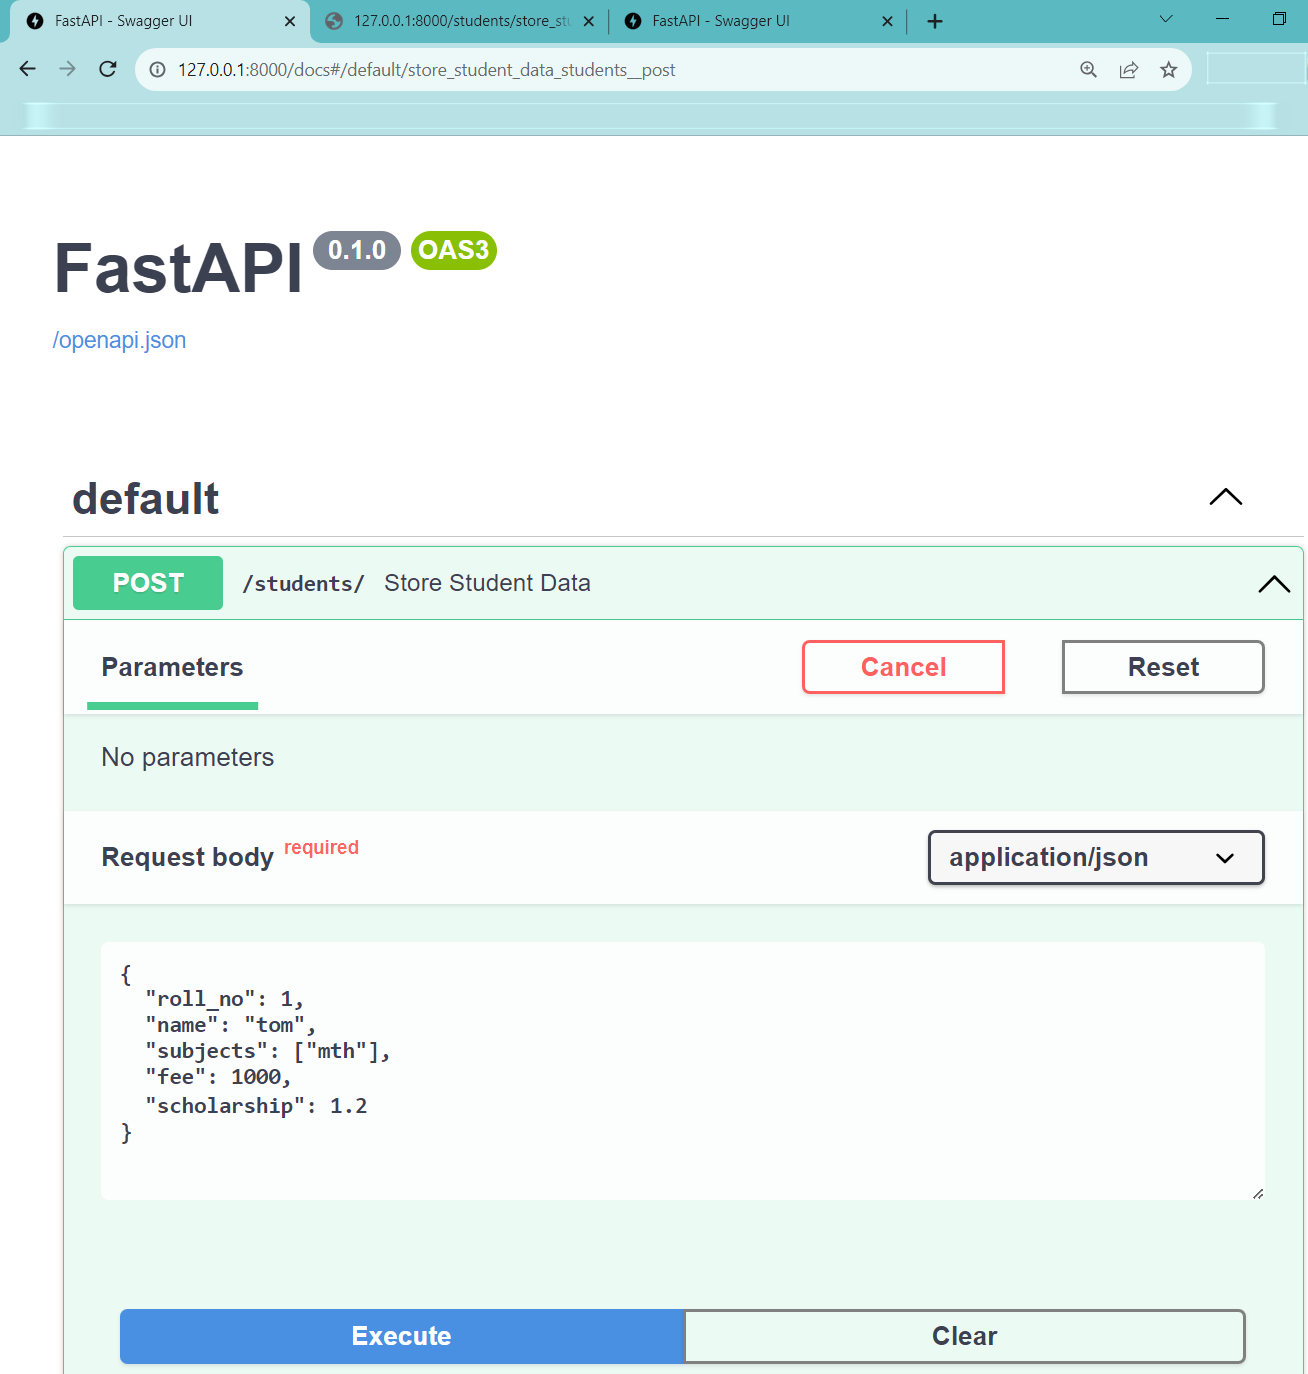 FastAPI - Swagger UI
127.0.0.1:8000/students/store_stu
FastAPI - Swagger UI
127.0.0.1:8000/docs#/default/store_student_data_students__post
FastAPI 0.1.0 OAS3
/openapi.json
default
POST /students/ Store Student Data
Parameters Cancel Reset
No parameters
Request body required application/json
{
"roll_no": 1,
"name": "tom",
"subjects": ["mth"],
"fee": 1000,
"scholarship": 1.2
}
Execute Clear